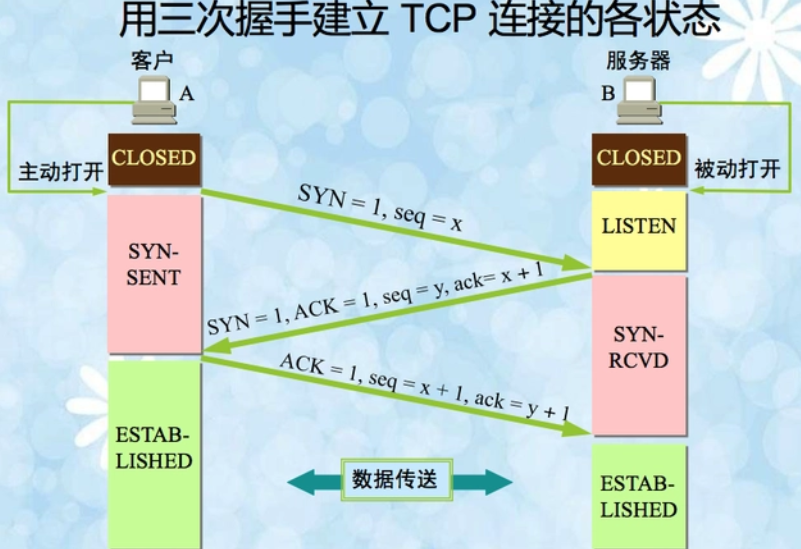 用三次握手建立 TCP 连接的各状态
客户
A
服务器
B
主动打开
CLOSED
CLOSED
被动打开
SYN = 1, seq = x
LISTEN
SYN-
SENT
SYN = 1, ACK = 1, seq = y, ack= x + 1
SYN-
RCVD
ACK = 1, seq = x + 1, ack = y + 1
ESTAB-
LISHED
数据传送
ESTAB-
LISHED